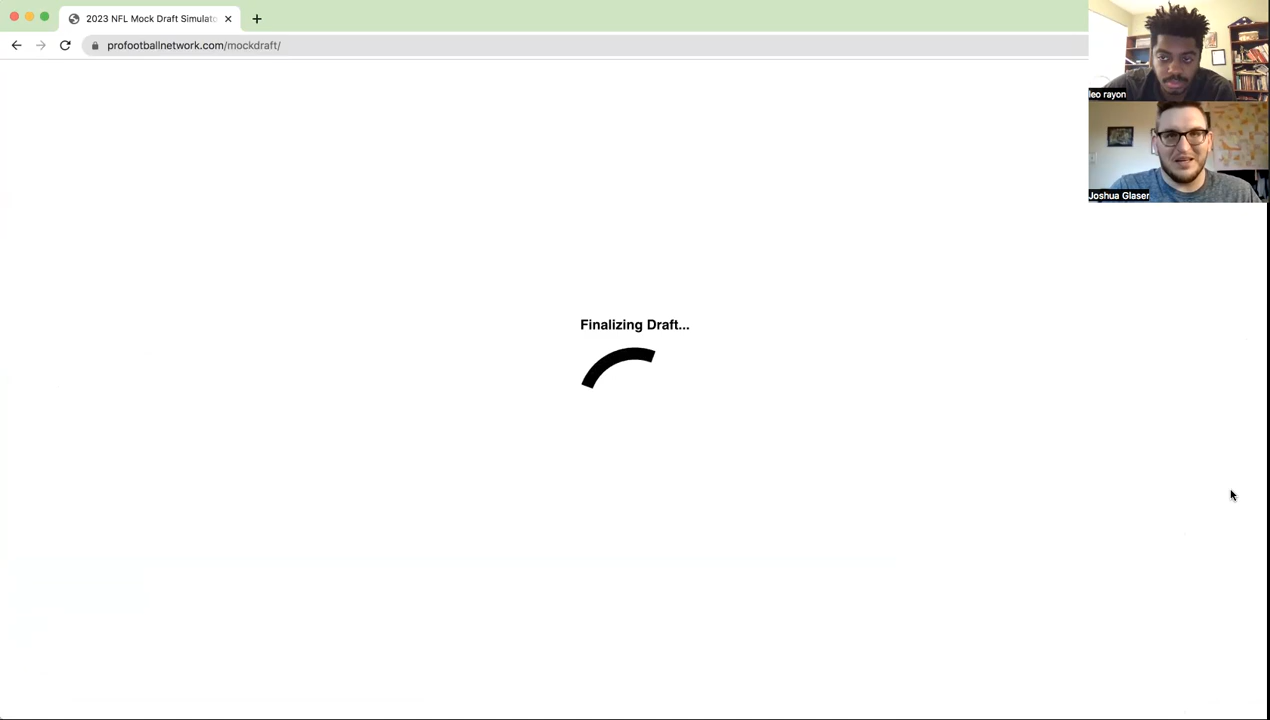 2023 NFL Mock Draft Simulato
profootballnetwork.com/mockdraft/
leo rayon
Joshua Glaser
Finalizing Draft...